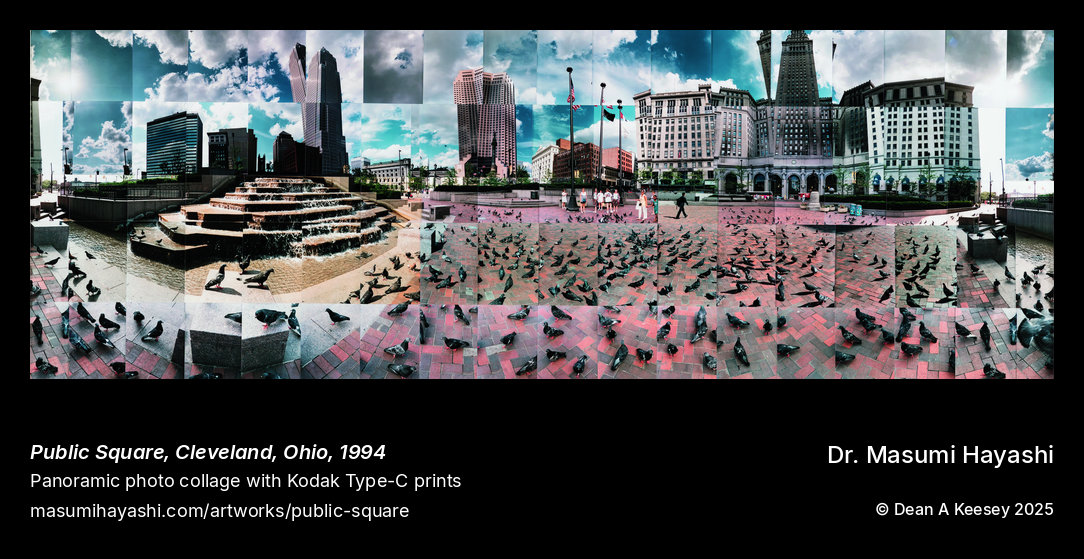 Public Square, Cleveland, Ohio, 1994
Panoramic photo collage with Kodak Type-C prints
masumihayashi.com/artworks/public-square
Dr. Masumi Hayashi
© Dean A Keesey 2025